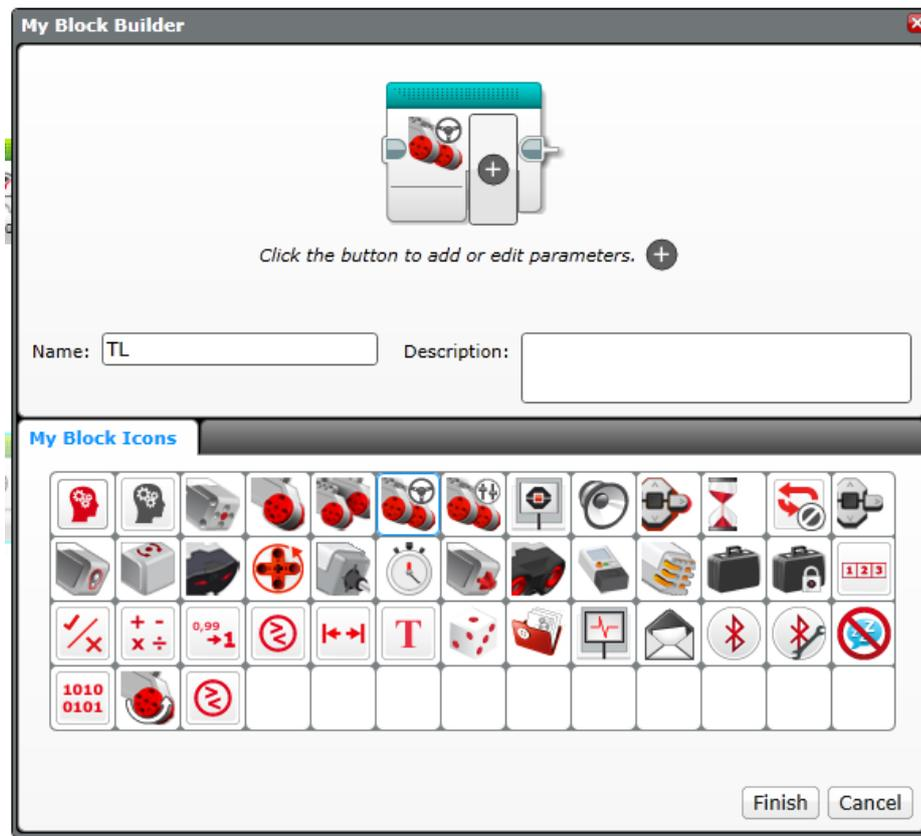 My Block Builder
Click the button to add or edit parameters.
Name: TL Description:
My Block Icons
1 2 3
+ -
x ÷
0,99
→1
T
z Z
1010
0101
Finish Cancel